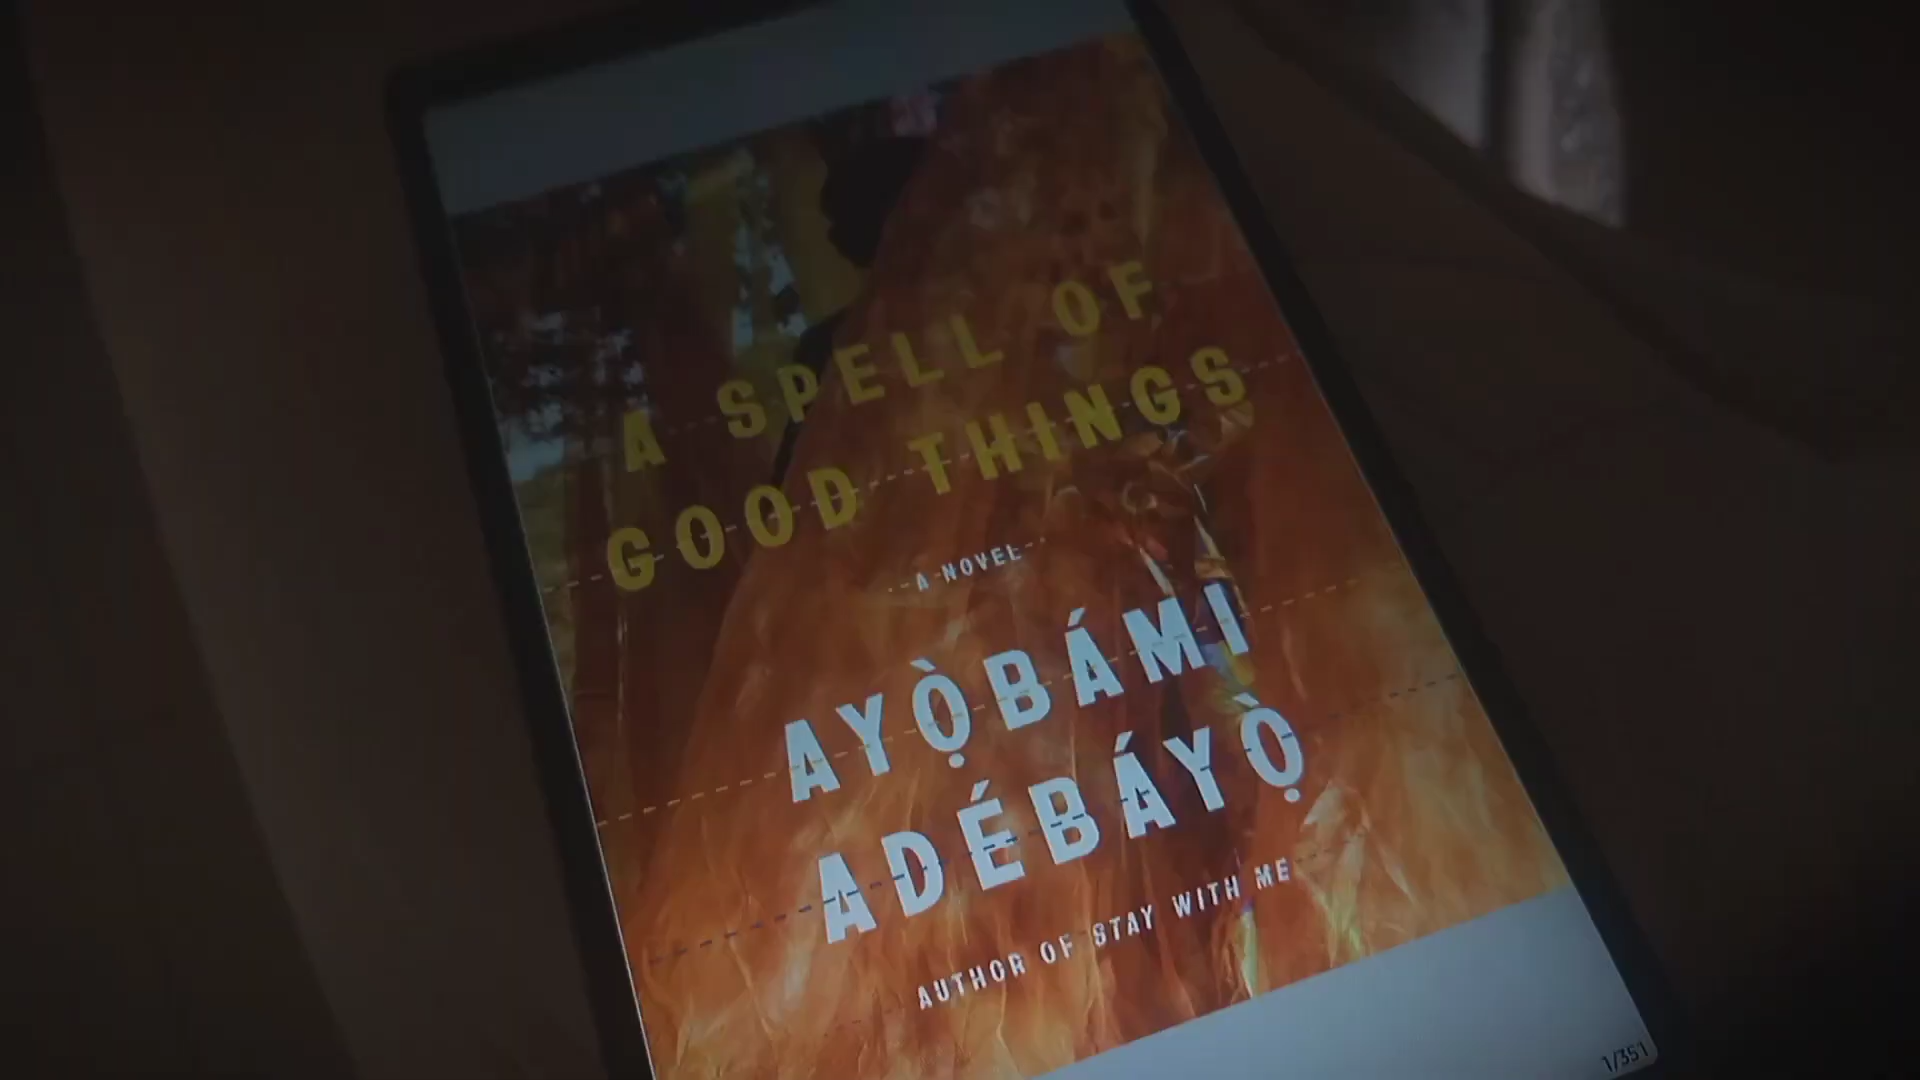 A SPELL OF
GOOD THINGS
A NOVEL
AYỌ̀BÁMI
ADÉBÁYỌ̀
AUTHOR OF STAY WITH ME
1/351